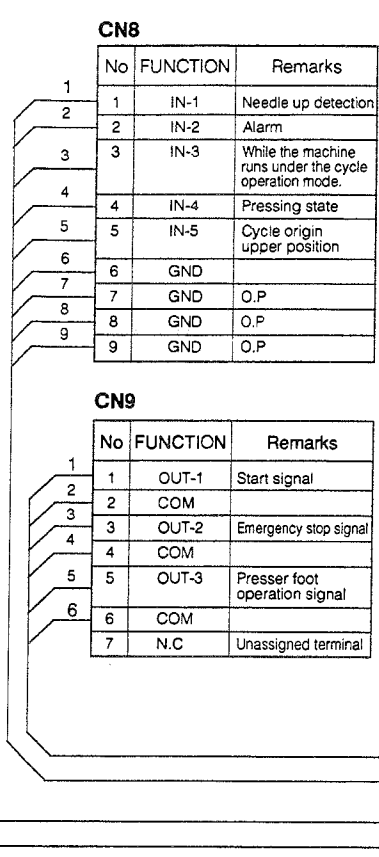 CN8
No FUNCTION Remarks
1 1 IN-1 Needle up detection
2 2 IN-2 Alarm
3 3 IN-3 While the machine
runs under the cycle
operation mode.
4 4 IN-4 Pressing state
5 5 IN-5 Cycle origin
upper position
6 6 GND
7 7 GND O.P
8 8 GND O.P
9 9 GND O.P
CN9
No FUNCTION Remarks
1 1 OUT-1 Start signal
2 2 COM
3 3 OUT-2 Emergency stop signal
4 4 COM
5 5 OUT-3 Presser foot
operation signal
6 6 COM
7 N.C Unassigned terminal